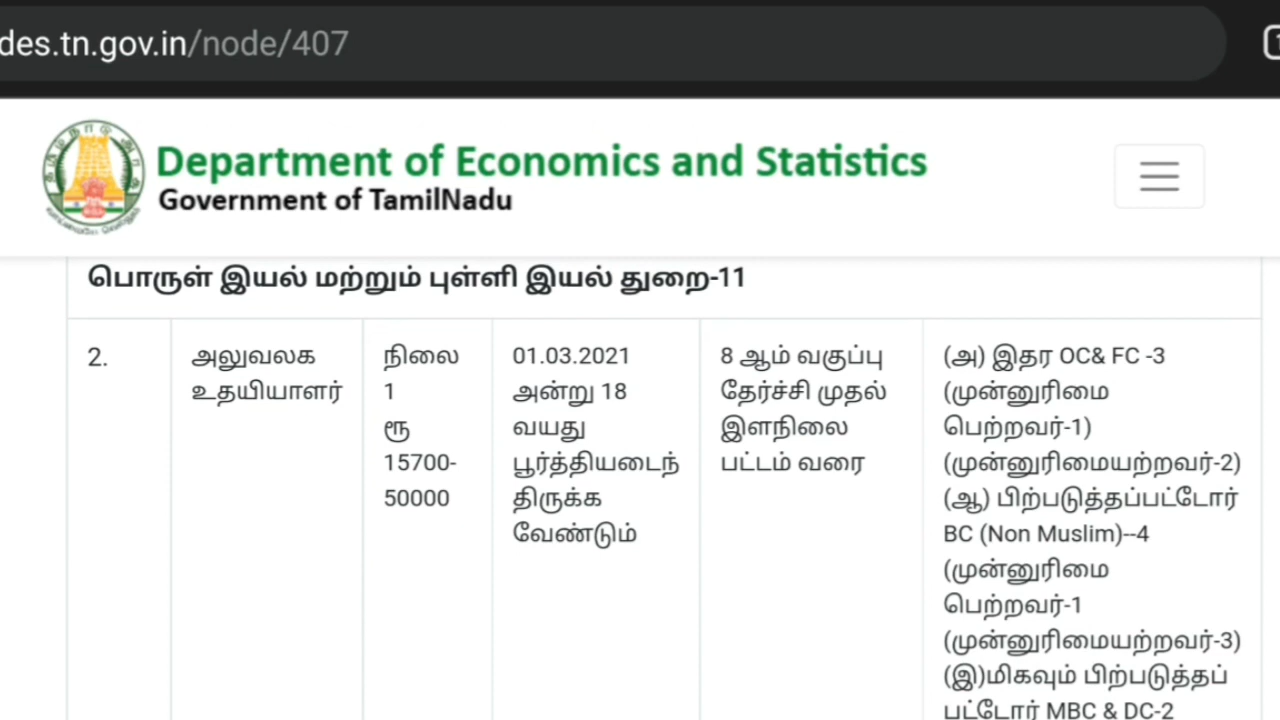 des.tn.gov.in/node/407
Department of Economics and Statistics
Government of TamilNadu
பொருள் இயல் மற்றும் புள்ளி இயல் துறை-11
2.
அலுவலக
உதயியாளர்
நிலை
1
ரூ
15700-
50000
01.03.2021
அன்று 18
வயது
பூர்த்தியடைந்
திருக்க
வேண்டும்
8 ஆம் வகுப்பு
தேர்ச்சி முதல்
இளநிலை
பட்டம் வரை
(அ) இதர OC& FC -3
(முன்னுரிமை
பெற்றவர்-1)
(முன்னுரிமையற்றவர்-2)
(ஆ) பிற்படுத்தப்பட்டோர்
BC (Non Muslim)--4
(முன்னுரிமை
பெற்றவர்-1
(முன்னுரிமையற்றவர்-3)
(இ)மிகவும் பிற்படுத்தப்
பட்டோர் MBC & DC-2